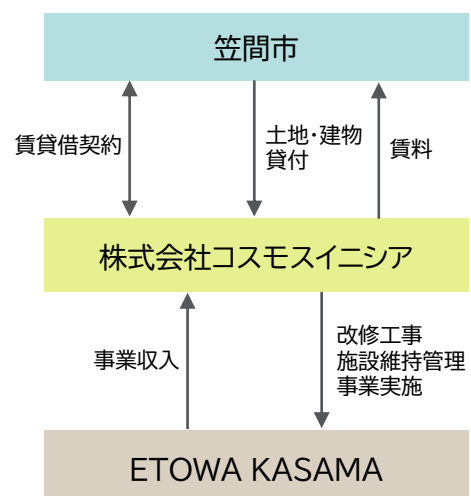 笠間市
賃貸借契約
土地・建物
貸付
賃料
株式会社コスモスイニシア
事業収入
改修工事
施設維持管理
事業実施
ETOWA KASAMA